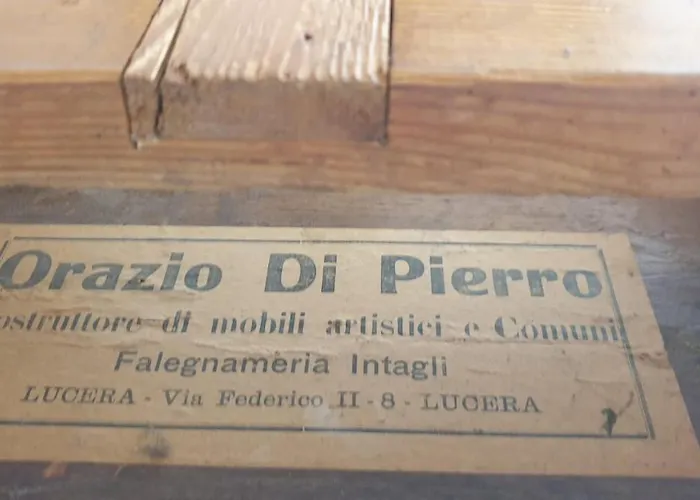 Orazio Di Pierro
ostruttore di mobili artistici e Comuni
Falegnameria Intagli
LUCERA - Via Federico II - 8 - LUCERA